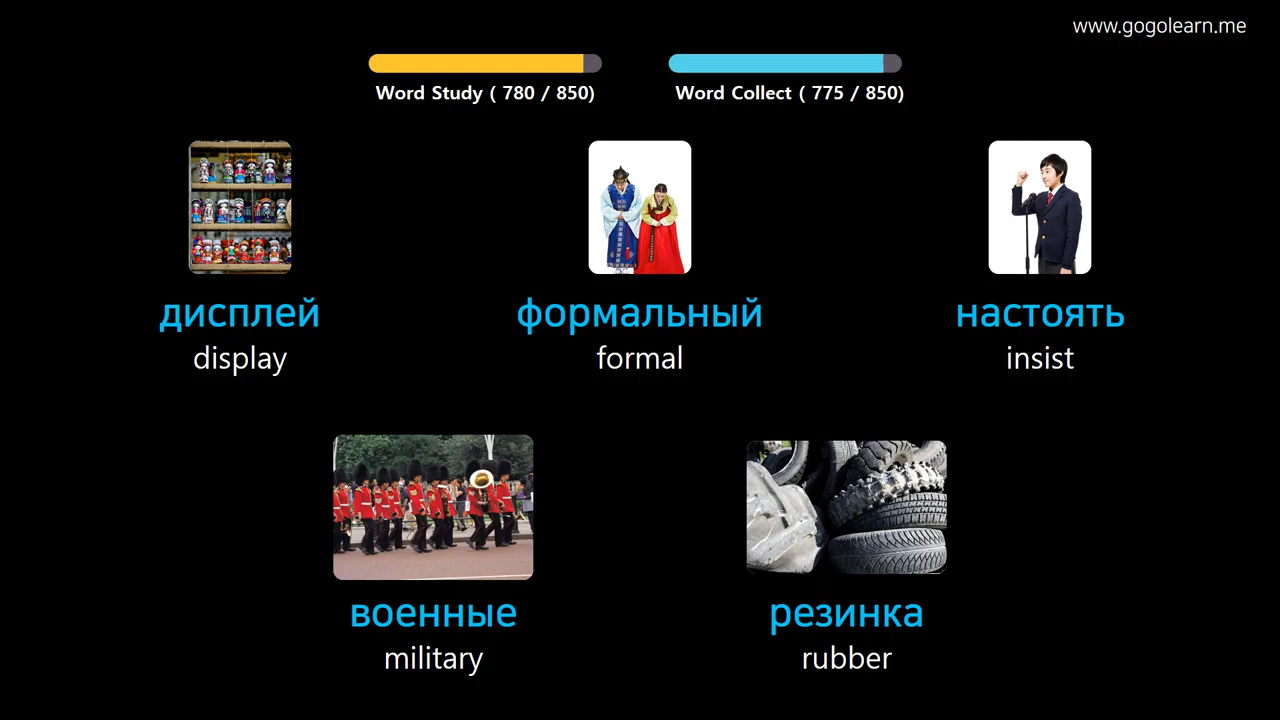 www.gogolearn.me
Word Study ( 780 / 850)
Word Collect ( 775 / 850)
дисплей
display
формальный
formal
настоять
insist
военные
military
резинка
rubber